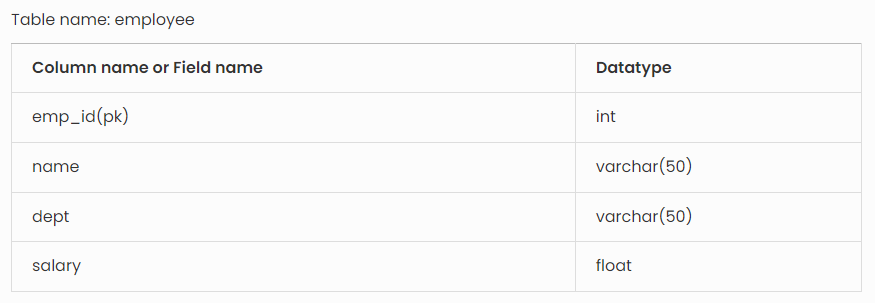 Table name: employee
Column name or Field name Datatype
emp_id(pk) int
name varchar(50)
dept varchar(50)
salary float